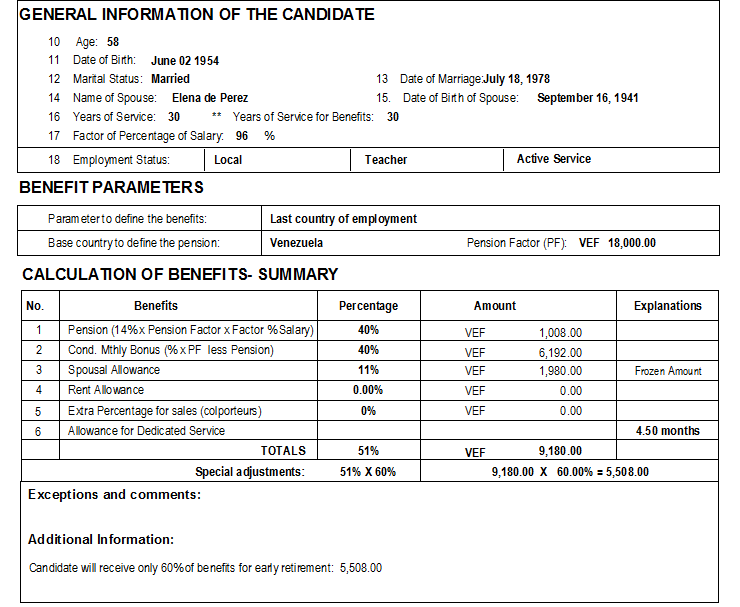 GENERAL INFORMATION OF THE CANDIDATE
10 Age: 58
11 Date of Birth: June 02 1954
12 Marital Status: Married 13 Date of Marriage:July 18, 1978
14 Name of Spouse: Elena de Perez 15. Date of Birth of Spouse: September 16, 1941
16 Years of Service: 30 ** Years of Service for Benefits: 30
17 Factor of Percentage of Salary: 96 %
18 Employment Status: Local Teacher Active Service
BENEFIT PARAMETERS
Parameter to define the benefits: Last country of employment
Base country to define the pension: Venezuela Pension Factor (PF): VEF 18,000.00
CALCULATION OF BENEFITS- SUMMARY
No. Benefits Percentage Amount Explanations
1 Pension (14% x Pension Factor x Factor % Salary) 40% VEF 1,008.00
2 Cond. Mthly Bonus (% x PF less Pension) 40% VEF 6,192.00
3 Spousal Allowance 11% VEF 1,980.00 Frozen Amount
4 Rent Allowance 0.00% VEF 0.00
5 Extra Percentage for sales (colporteurs) 0% VEF 0.00
6 Allowance for Dedicated Service 4.50 months
TOTALS 51% VEF 9,180.00
Special adjustments: 51% X 60% 9,180.00 X 60.00% = 5,508.00
Exceptions and comments:
Additional Information:
Candidate will receive only 60% of benefits for early retirement: 5,508.00